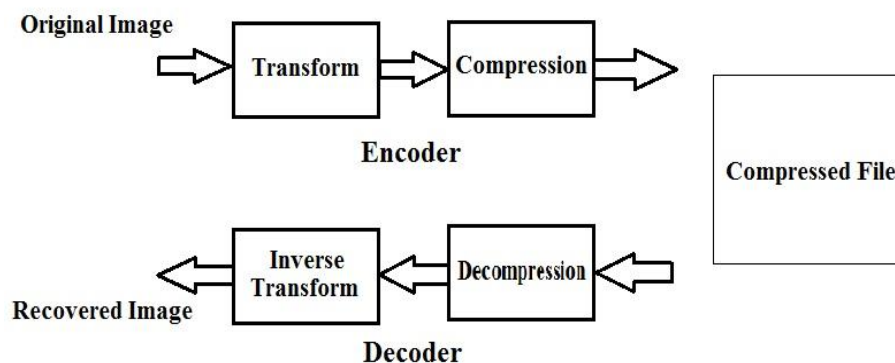 Original Image
Transform
Compression
Encoder
Compressed File
Inverse
Transform
Decompression
Recovered Image
Decoder